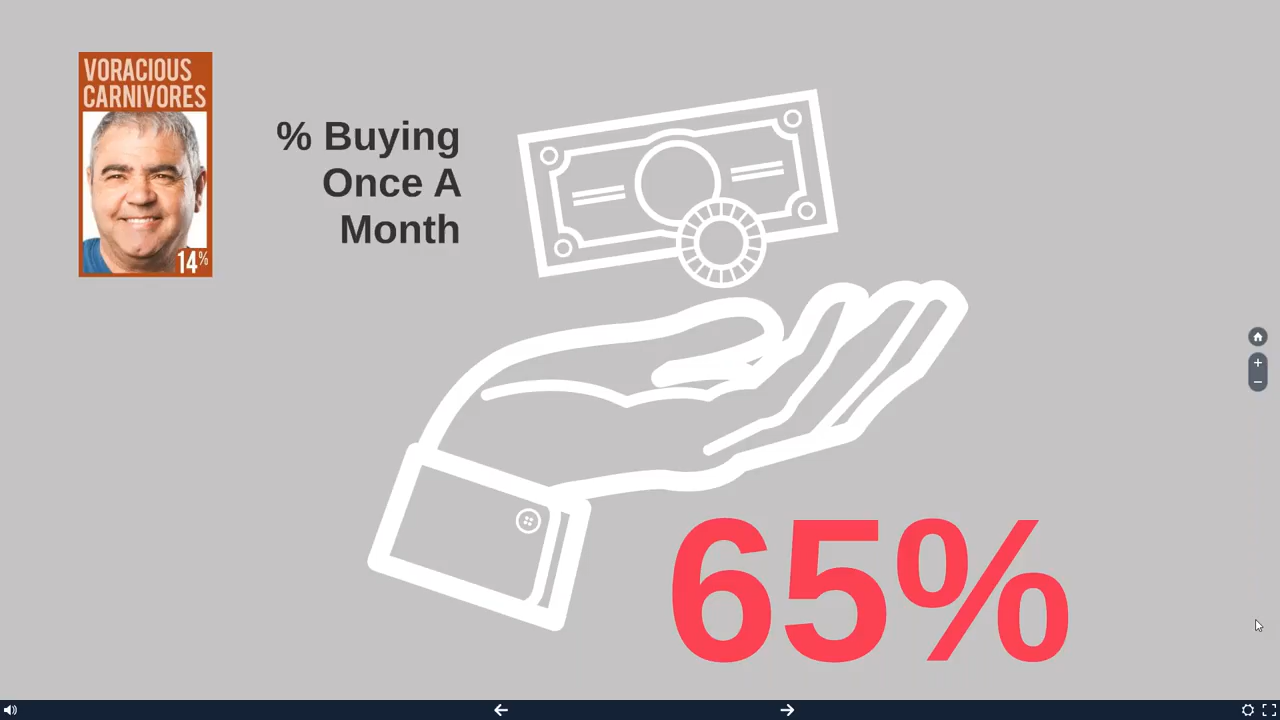 VORACIOUS
CARNIVORES
14%
% Buying
Once A
Month
65%